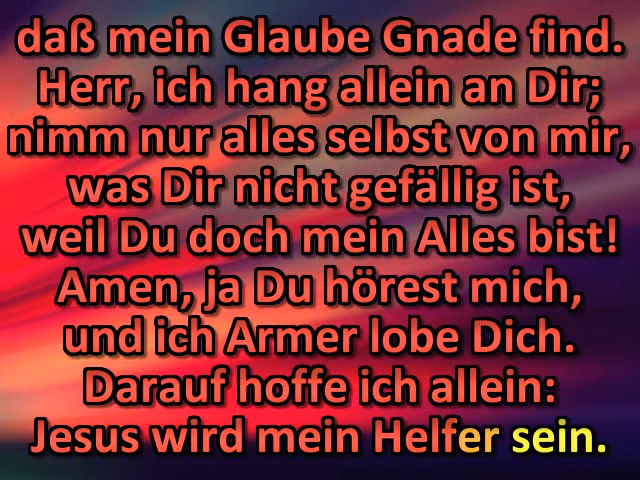 daß mein Glaube Gnade find.
Herr, ich hang allein an Dir;
nimm nur alles selbst von mir,
was Dir nicht gefällig ist,
weil Du doch mein Alles bist!
Amen, ja Du hörest mich,
und ich Armer lobe Dich.
Darauf hoffe ich allein:
Jesus wird mein Helfer sein.